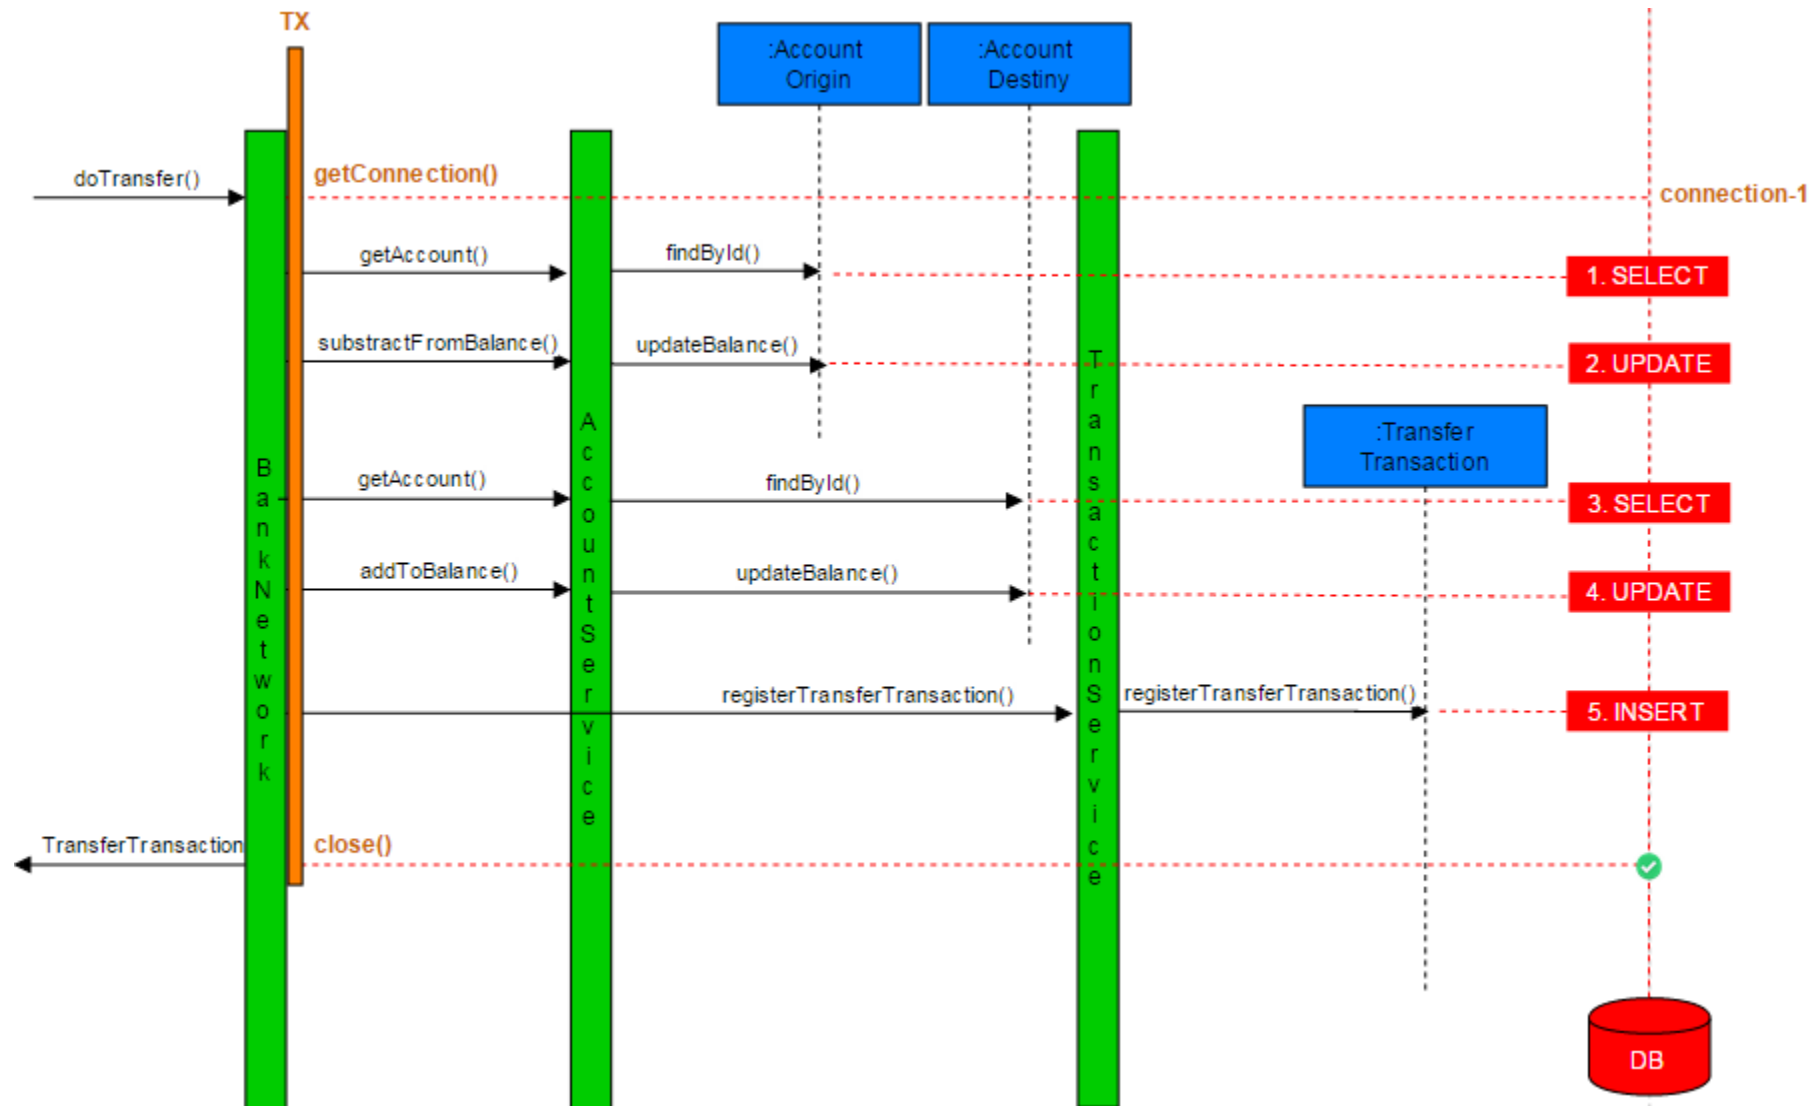 TX
:Account
Origin
:Account
Destiny
doTransfer()
getConnection()
connection-1
getAccount()
findById()
1. SELECT
substractFromBalance()
updateBalance()
2. UPDATE
:Transfer
Transaction
getAccount()
findById()
3. SELECT
addToBalance()
updateBalance()
4. UPDATE
registerTransferTransaction()
registerTransferTransaction()
5. INSERT
TransferTransaction
close()
BankNetwork
AccountService
TransactionService
DB